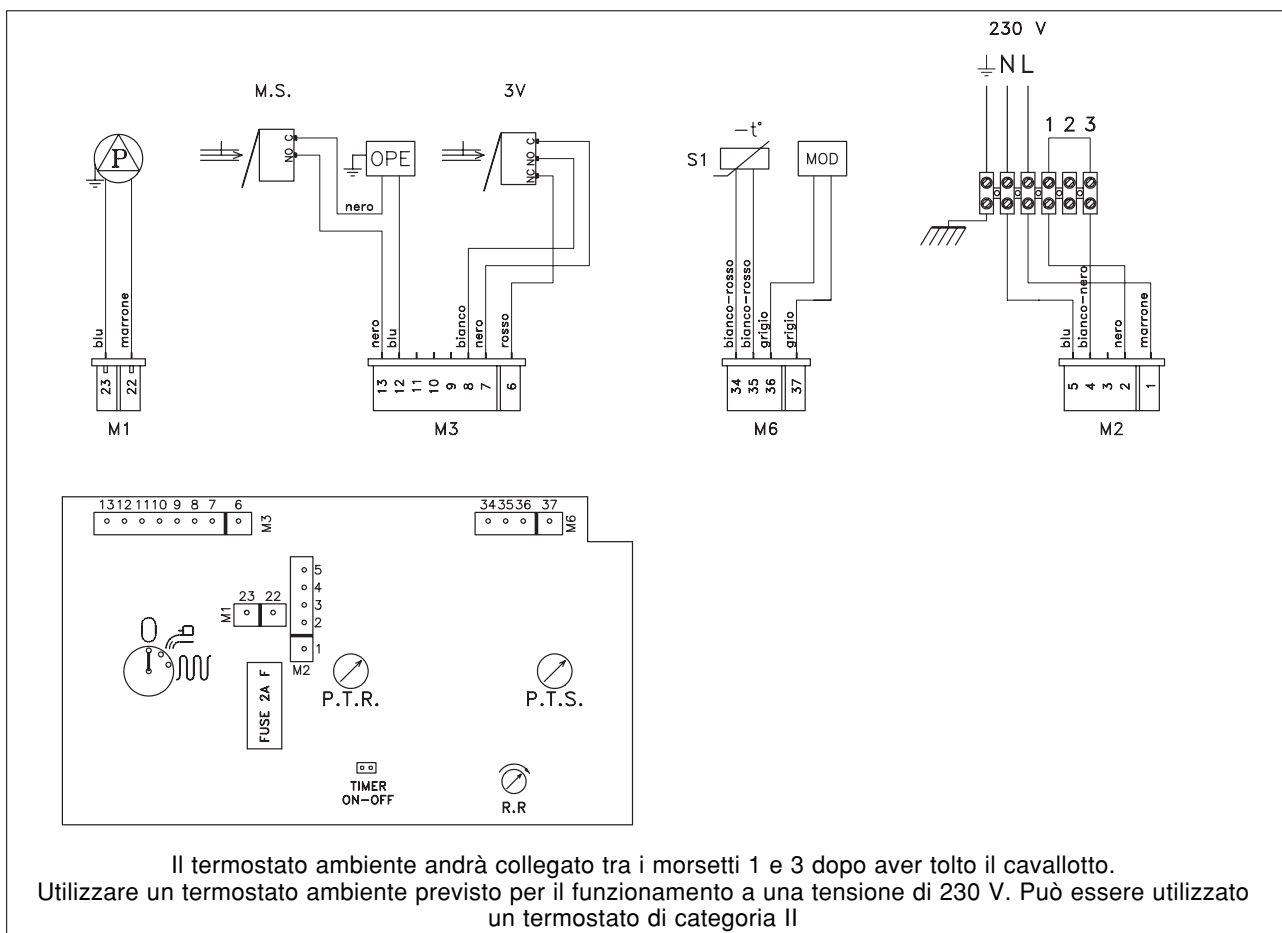 230 V
N L
M.S.
3V
1 2 3
-t°
P
C
NO
OPE
C
NO
NC
S1
MOD
nero
blu
marrone
nero
blu
bianco
nero
rosso
bianco-rosso
bianco-rosso
grigio
grigio
blu
bianco-nero
nero
marrone
23 22
13 12 11 10 9 8 7 6
34 35 36 37
5 4 3 2 1
M1
M3
M6
M2
13 12 11 10 9 8 7 6
M3
34 35 36 37
M6
5
4
3
2
1
M2
23 22
M1
FUSE 2A F
P.T.R.
P.T.S.
TIMER
ON-OFF
R.R
Il termostato ambiente andrà collegato tra i morsetti 1 e 3 dopo aver tolto il cavallotto.
Utilizzare un termostato ambiente previsto per il funzionamento a una tensione di 230 V. Può essere utilizzato
un termostato di categoria II